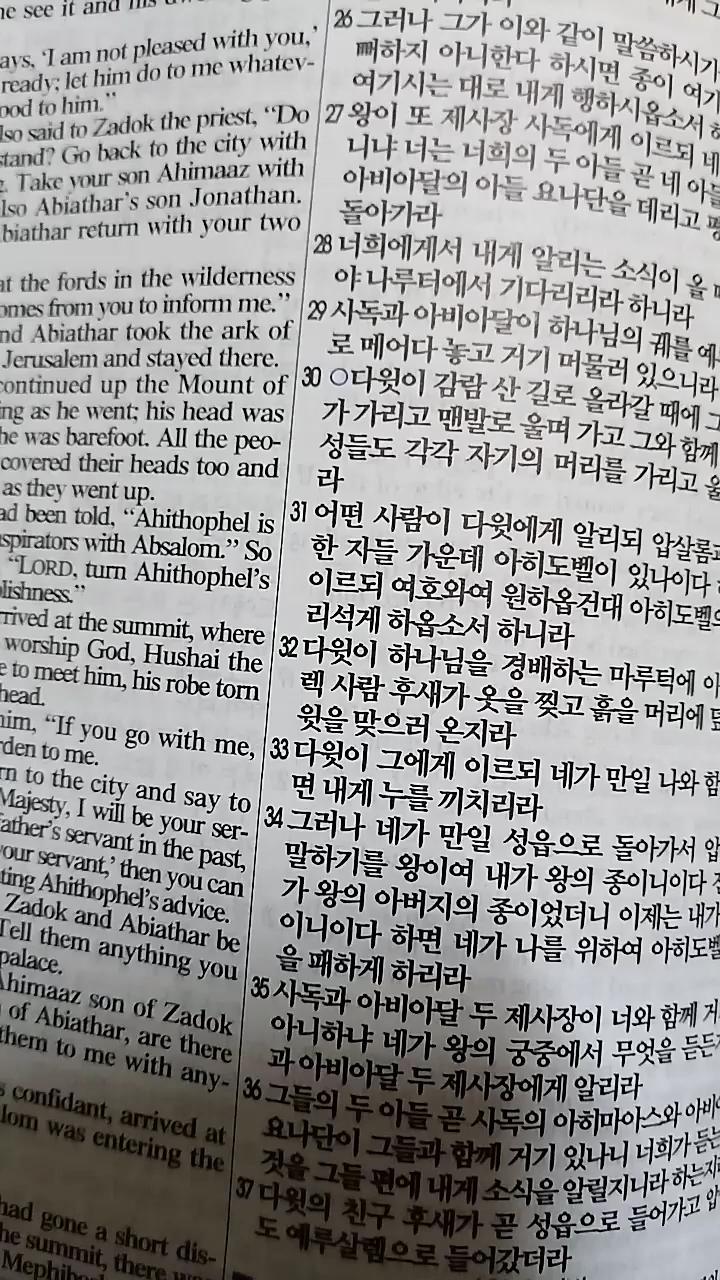 he see it and his
ays, ‘I am not pleased with you,’
ready; let him do to me whatev-
ood to him.”
lso said to Zadok the priest, “Do
stand? Go back to the city with
Take your son Ahimaaz with
lso Abiathar’s son Jonathan.
biathar return with your two
at the fords in the wilderness
omes from you to inform me.”
nd Abiathar took the ark of
Jerusalem and stayed there.
continued up the Mount of
ing as he went; his head was
he was barefoot. All the peo-
covered their heads too and
as they went up.
ad been told, “Ahithophel is
spirators with Absalom.” So
“LORD, turn Ahithophel’s
lishness.”
rrived at the summit, where
worship God, Hushai the
e to meet him, his robe torn
head.
him, “If you go with me,
rden to me.
rn to the city and say to
Majesty, I will be your ser-
father’s servant in the past,
your servant,’ then you can
ting Ahithophel’s advice.
Zadok and Abiathar be
Tell them anything you
palace.
Ahimaaz son of Zadok
of Abiathar, are there
them to me with any-
s confidant, arrived at
lom was entering the
had gone a short dis-
he summit, there
Mephib
26 그러나 그가 이와 같이 말씀하시기
뻐하지 아니한다 하시면 종이 여기
여기시는 대로 내게 행하시옵소서
27 왕이 또 제사장 사독에게 이르되 네
니냐 너는 너희의 두 아들 곧 네 아들
아비아달의 아들 요나단을 데리고 평
돌아가라
28 너희에게서 내게 알리는 소식이 올
야 나루터에서 기다리리라 하니라
29 사독과 아비아달이 하나님의 궤를 예
로 메어다 놓고 거기 머물러 있으니라
30 ○다윗이 감람 산 길로 올라갈 때에 그
가 가리고 맨발로 울며 가고 그와 함께
성들도 각각 자기의 머리를 가리고 울
라
31 어떤 사람이 다윗에게 알리되 압살롬과
한 자들 가운데 아히도벨이 있나이다
이르되 여호와여 원하옵건대 아히도벨의
리석게 하옵소서 하니라
32 다윗이 하나님을 경배하는 마루턱에 이
렉 사람 후새가 옷을 찢고 흙을 머리에
윗을 맞으러 온지라
33 다윗이 그에게 이르되 네가 만일 나와 함
면 내게 누를 끼치리라
34 그러나 네가 만일 성읍으로 돌아가서 압
말하기를 왕이여 내가 왕의 종이니이다
가 왕의 아버지의 종이었더니 이제는 내가
이니이다 하면 네가 나를 위하여 아히도벨
을 패하게 하리라
35 사독과 아비아달 두 제사장이 너와 함께 거
아니하냐 네가 왕의 궁중에서 무엇을 듣든
과 아비아달 두 제사장에게 알리라
36 그들의 두 아들 곧 사독의 아히마아스와 아비
요나단이 그들과 함께 거기 있나니 너희가 듣는
것을 그들 편에 내게 소식을 알릴지니라 하는지
37 다윗의 친구 후새가 곧 성읍으로 들어가고 압
도 예루살렘으로 들어갔더라